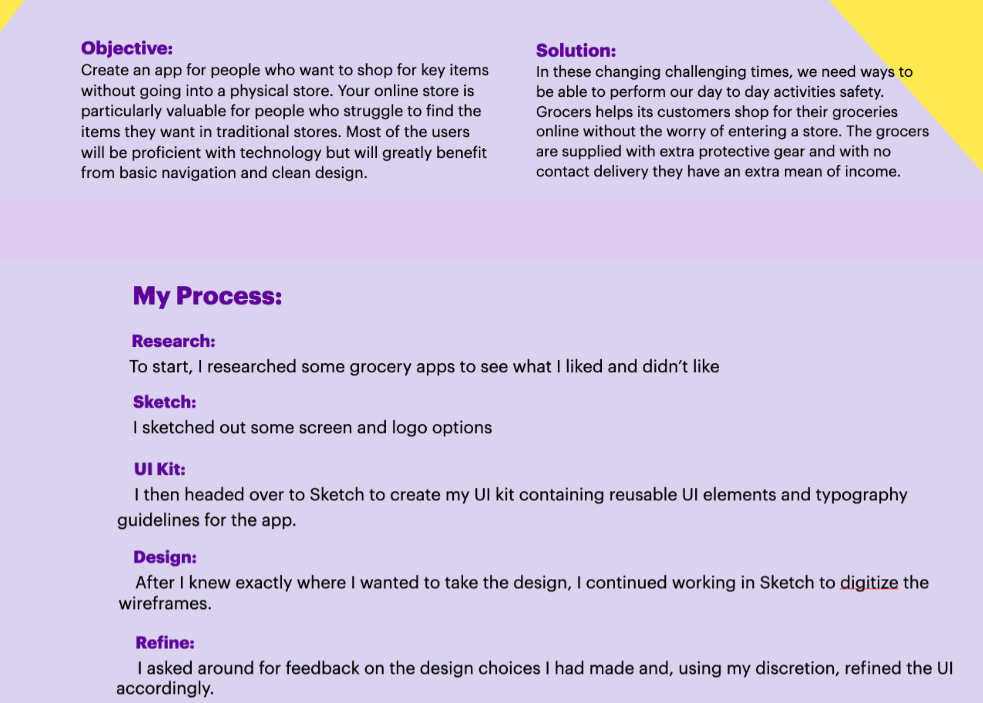 Objective:
Create an app for people who want to shop for key items
without going into a physical store. Your online store is
particularly valuable for people who struggle to find the
items they want in traditional stores. Most of the users
will be proficient with technology but will greatly benefit
from basic navigation and clean design.
Solution:
In these changing challenging times, we need ways to
be able to perform our day to day activities safety.
Grocers helps its customers shop for their groceries
online without the worry of entering a store. The grocers
are supplied with extra protective gear and with no
contact delivery they have an extra mean of income.
My Process:
Research:
To start, I researched some grocery apps to see what I liked and didn’t like
Sketch:
I sketched out some screen and logo options
UI Kit:
I then headed over to Sketch to create my UI kit containing reusable UI elements and typography
guidelines for the app.
Design:
After I knew exactly where I wanted to take the design, I continued working in Sketch to digitize the
wireframes.
Refine:
I asked around for feedback on the design choices I had made and, using my discretion, refined the UI
accordingly.